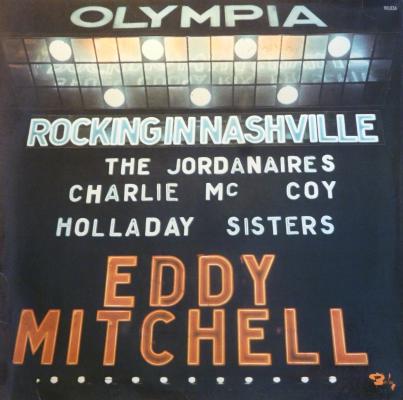 OLYMPIA
ROCKING IN NASHVILLE
THE JORDANAIRES
CHARLIE Mc COY
HOLLADAY SISTERS
EDDY
MITCHELL